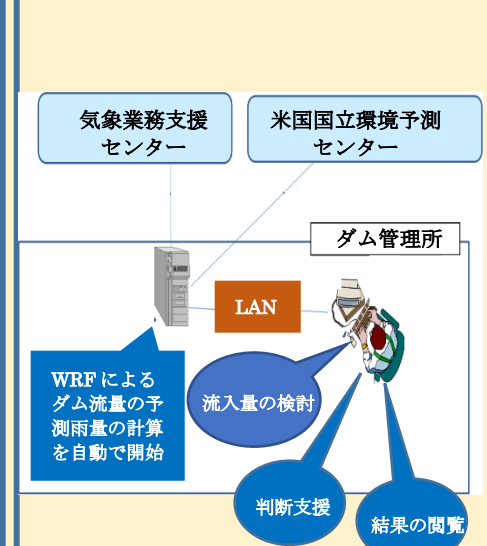 気象業務支援
センター
米国国立環境予測
センター
ダム管理所
LAN
WRFによる
ダム流量の予
測雨量の計算
を自動で開始
流入量の検討
判断支援
結果の閲覧